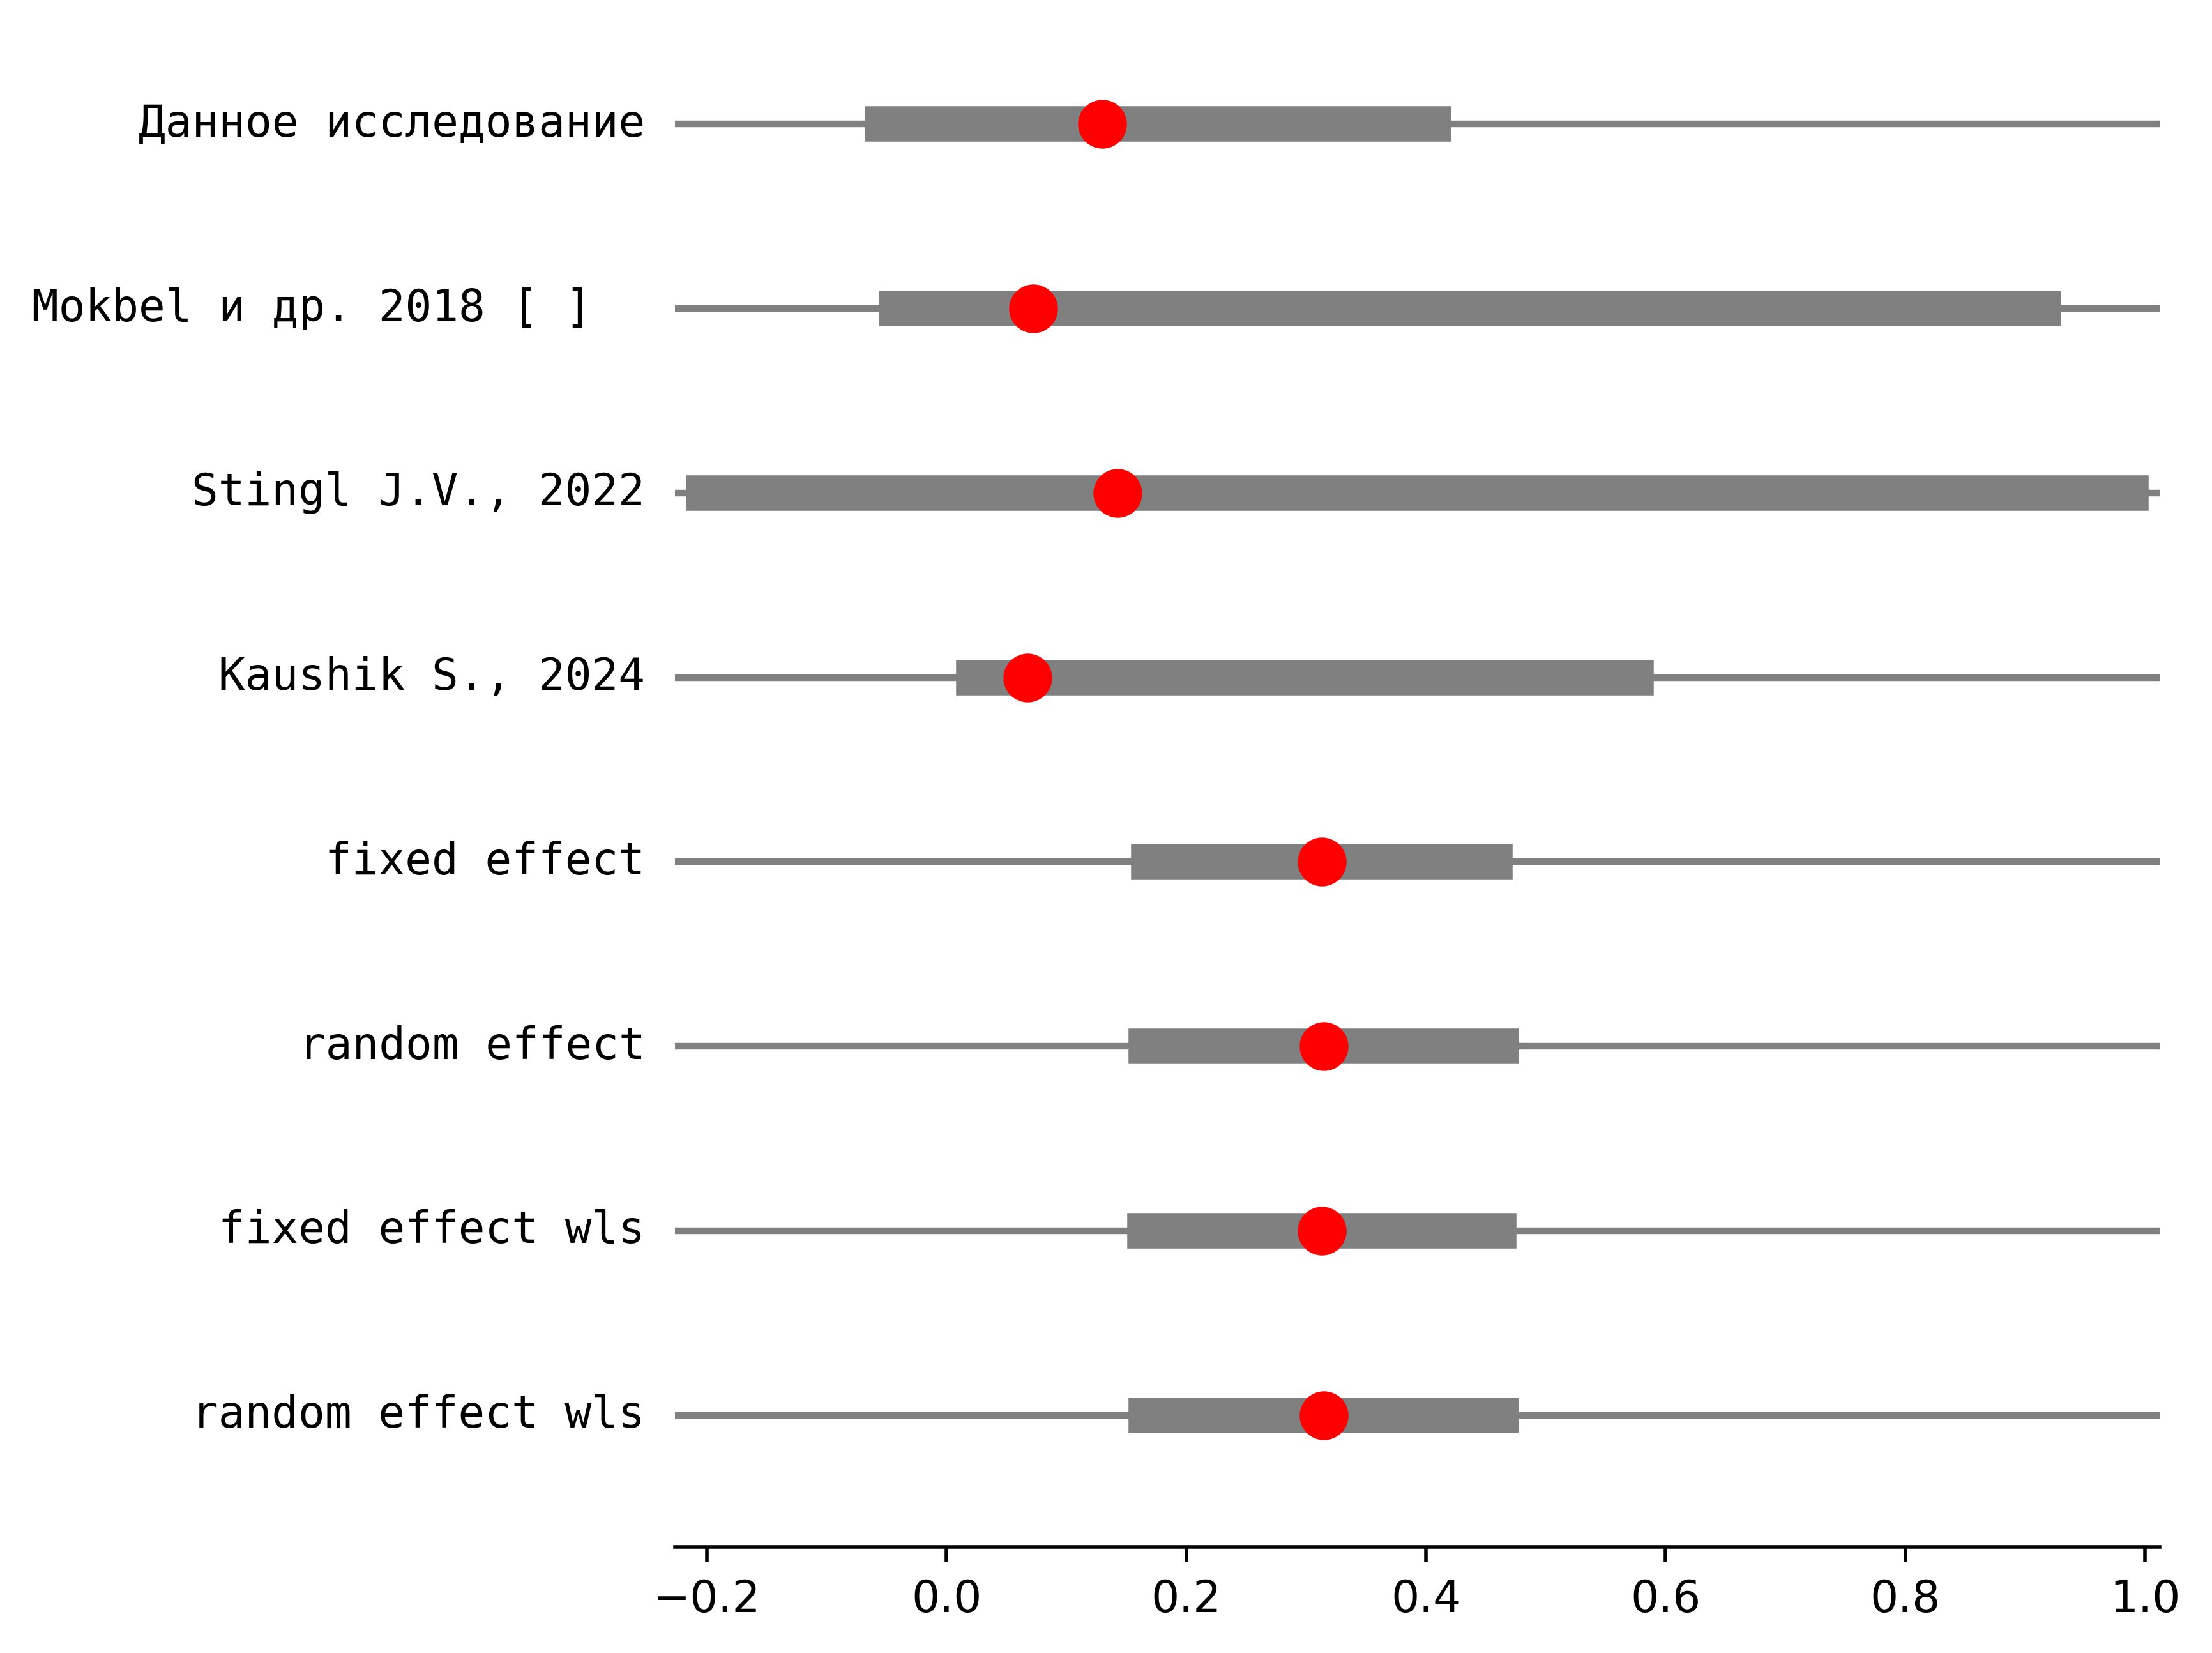 Данное исследование
Mokbel и др. 2018 [ ]
Stingl J.V., 2022
Kaushik S., 2024
fixed effect
random effect
fixed effect wls
random effect wls
−0.2 0.0 0.2 0.4 0.6 0.8 1.0